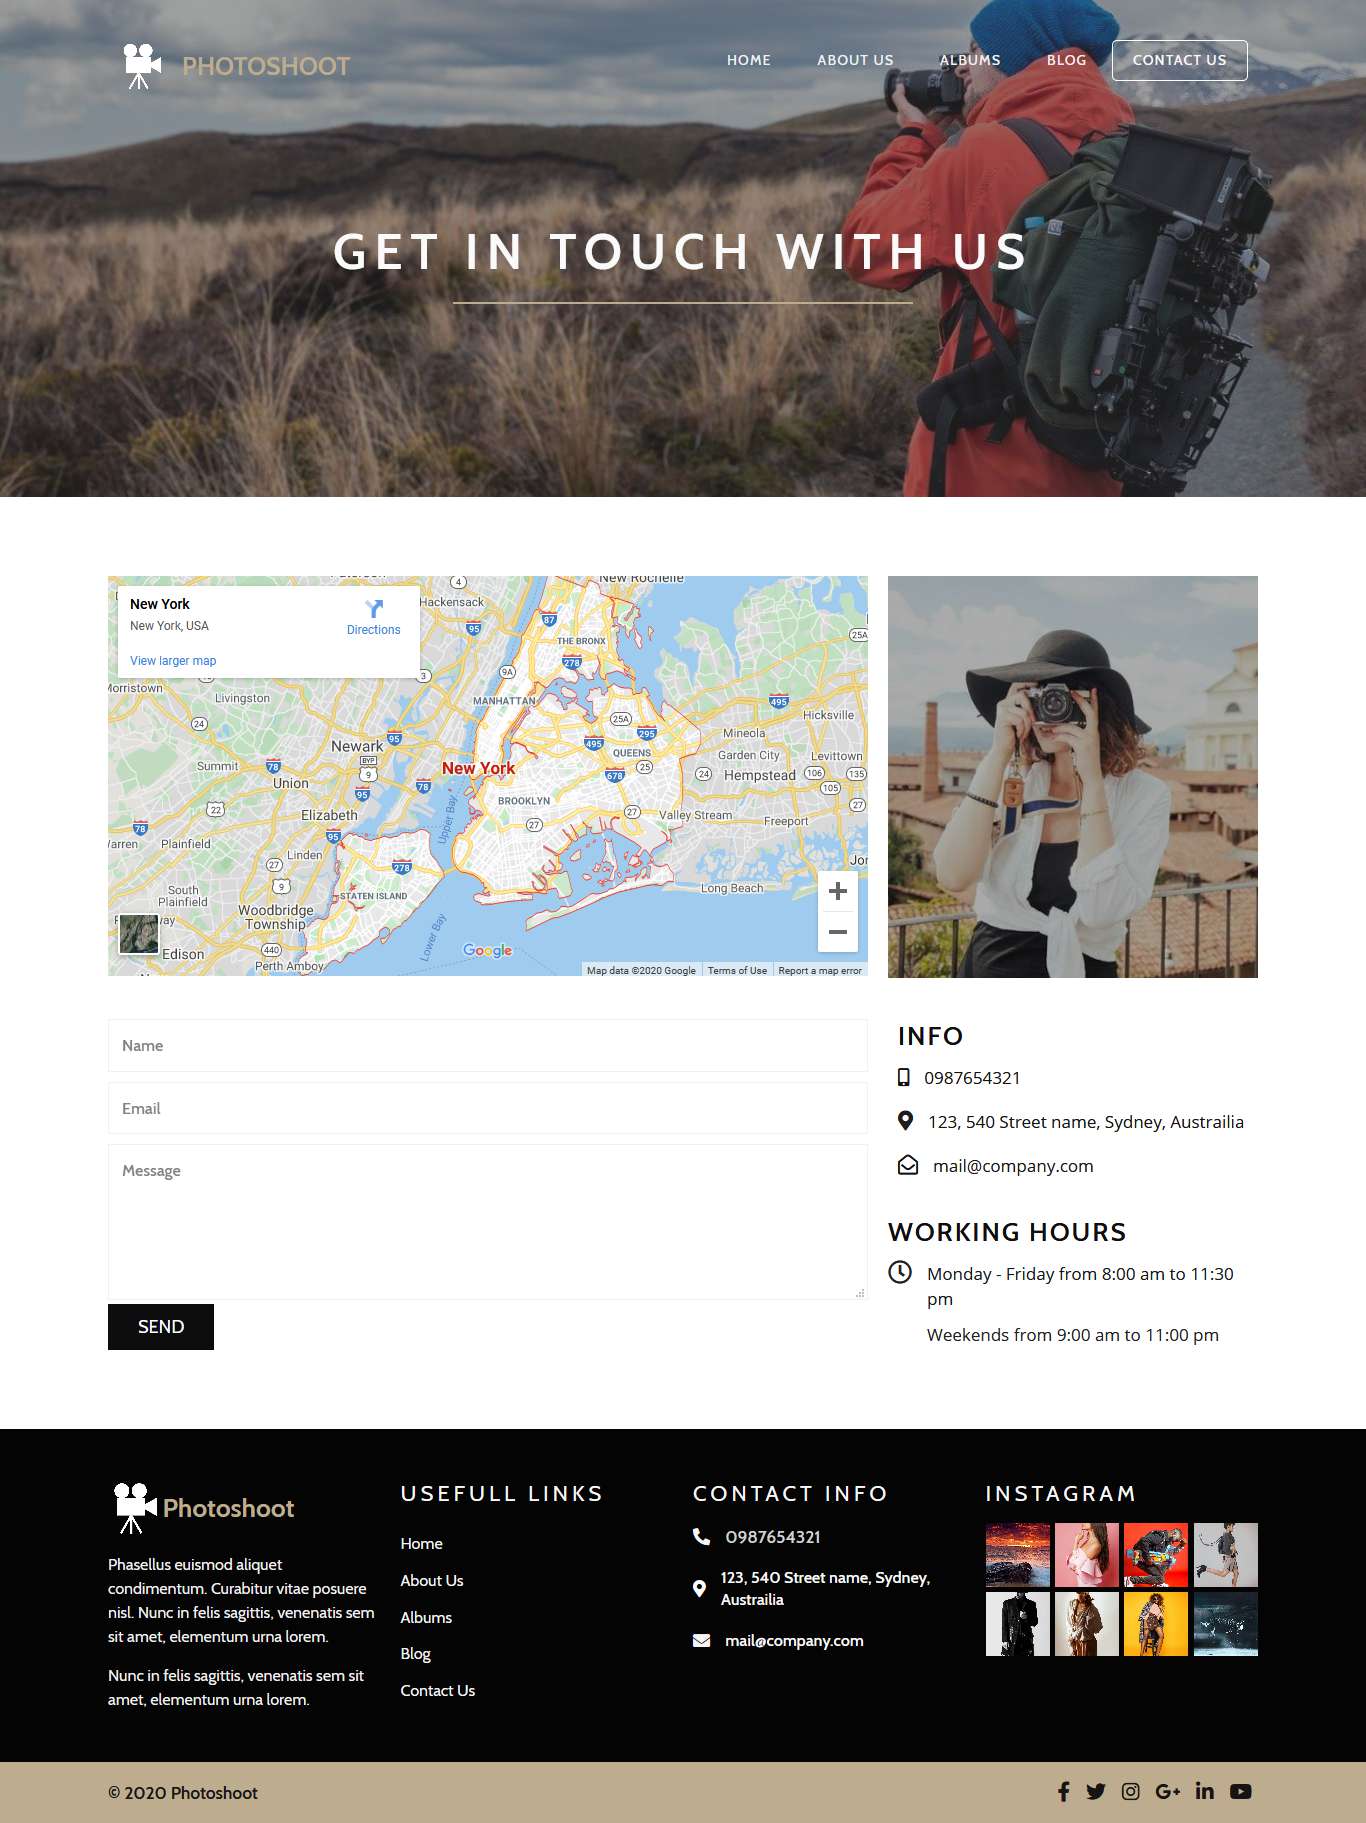 PHOTOSHOOT
HOME
ABOUT US
ALBUMS
BLOG
CONTACT US
GET IN TOUCH WITH US
New York
New York, USA
Directions
View larger map
New Rochelle
Hackensack
THE BRONX
MANHATTAN
Morristown
Livingston
Hicksville
Newark
Mineola
QUEENS
Garden City
Levittown
Summit
Union
New York
Hempstead
Elizabeth
BROOKLYN
Upper Bay
Valley Stream
Freeport
Plainfield
Linden
South
Plainfield
STATEN ISLAND
Long Beach
Woodbridge
Township
Lower Bay
Edison
Perth Amboy
Google
Map data ©2020 Google
Terms of Use
Report a map error
Name
Email
Message
SEND
INFO
0987654321
123, 540 Street name, Sydney, Austrailia
mail@company.com
WORKING HOURS
Monday - Friday from 8:00 am to 11:30
pm
Weekends from 9:00 am to 11:00 pm
Photoshoot
Phasellus euismod aliquet
condimentum. Curabitur vitae posuere
nisl. Nunc in felis sagittis, venenatis sem
sit amet, elementum urna lorem.
Nunc in felis sagittis, venenatis sem sit
amet, elementum urna lorem.
USEFULL LINKS
Home
About Us
Albums
Blog
Contact Us
CONTACT INFO
0987654321
123, 540 Street name, Sydney,
Austrailia
mail@company.com
INSTAGRAM
© 2020 Photoshoot